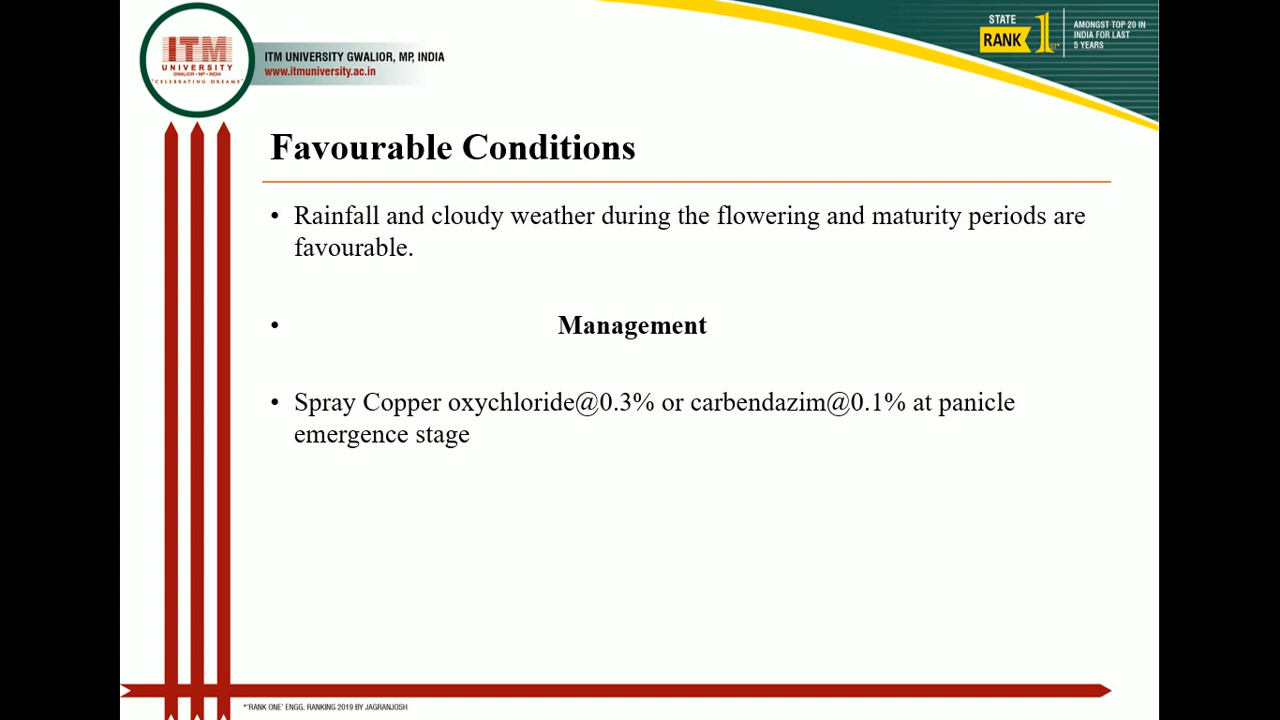 ITM
UNIVERSITY
GWALIOR • MP • INDIA
"CELEBRATING DREAMS"
ITM UNIVERSITY GWALIOR, MP, INDIA
www.itmuniversity.ac.in
STATE
RANK 1ST*
AMONGST TOP 20 IN
INDIA FOR LAST
5 YEARS
Favourable Conditions
• Rainfall and cloudy weather during the flowering and maturity periods are
favourable.
• Management
• Spray Copper oxychloride@0.3% or carbendazim@0.1% at panicle
emergence stage
*'RANK ONE' ENGG. RANKING 2019 BY JAGRANJOSH